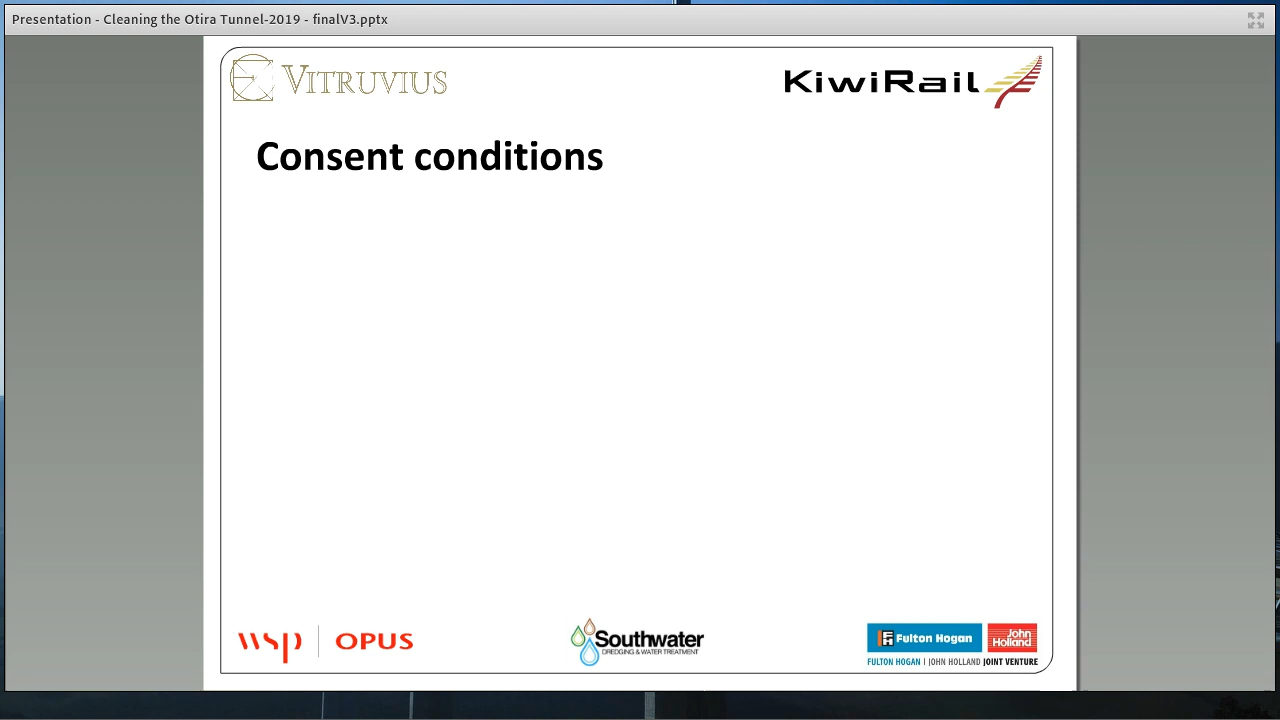 Presentation - Cleaning the Otira Tunnel-2019 - finalV3.pptx
VITRUVIUS
KiwiRail
Consent conditions
wsp | OPUS
Southwater
DREDGING & WATER TREATMENT
Fulton Hogan
John
Holland
FULTON HOGAN | JOHN HOLLAND JOINT VENTURE